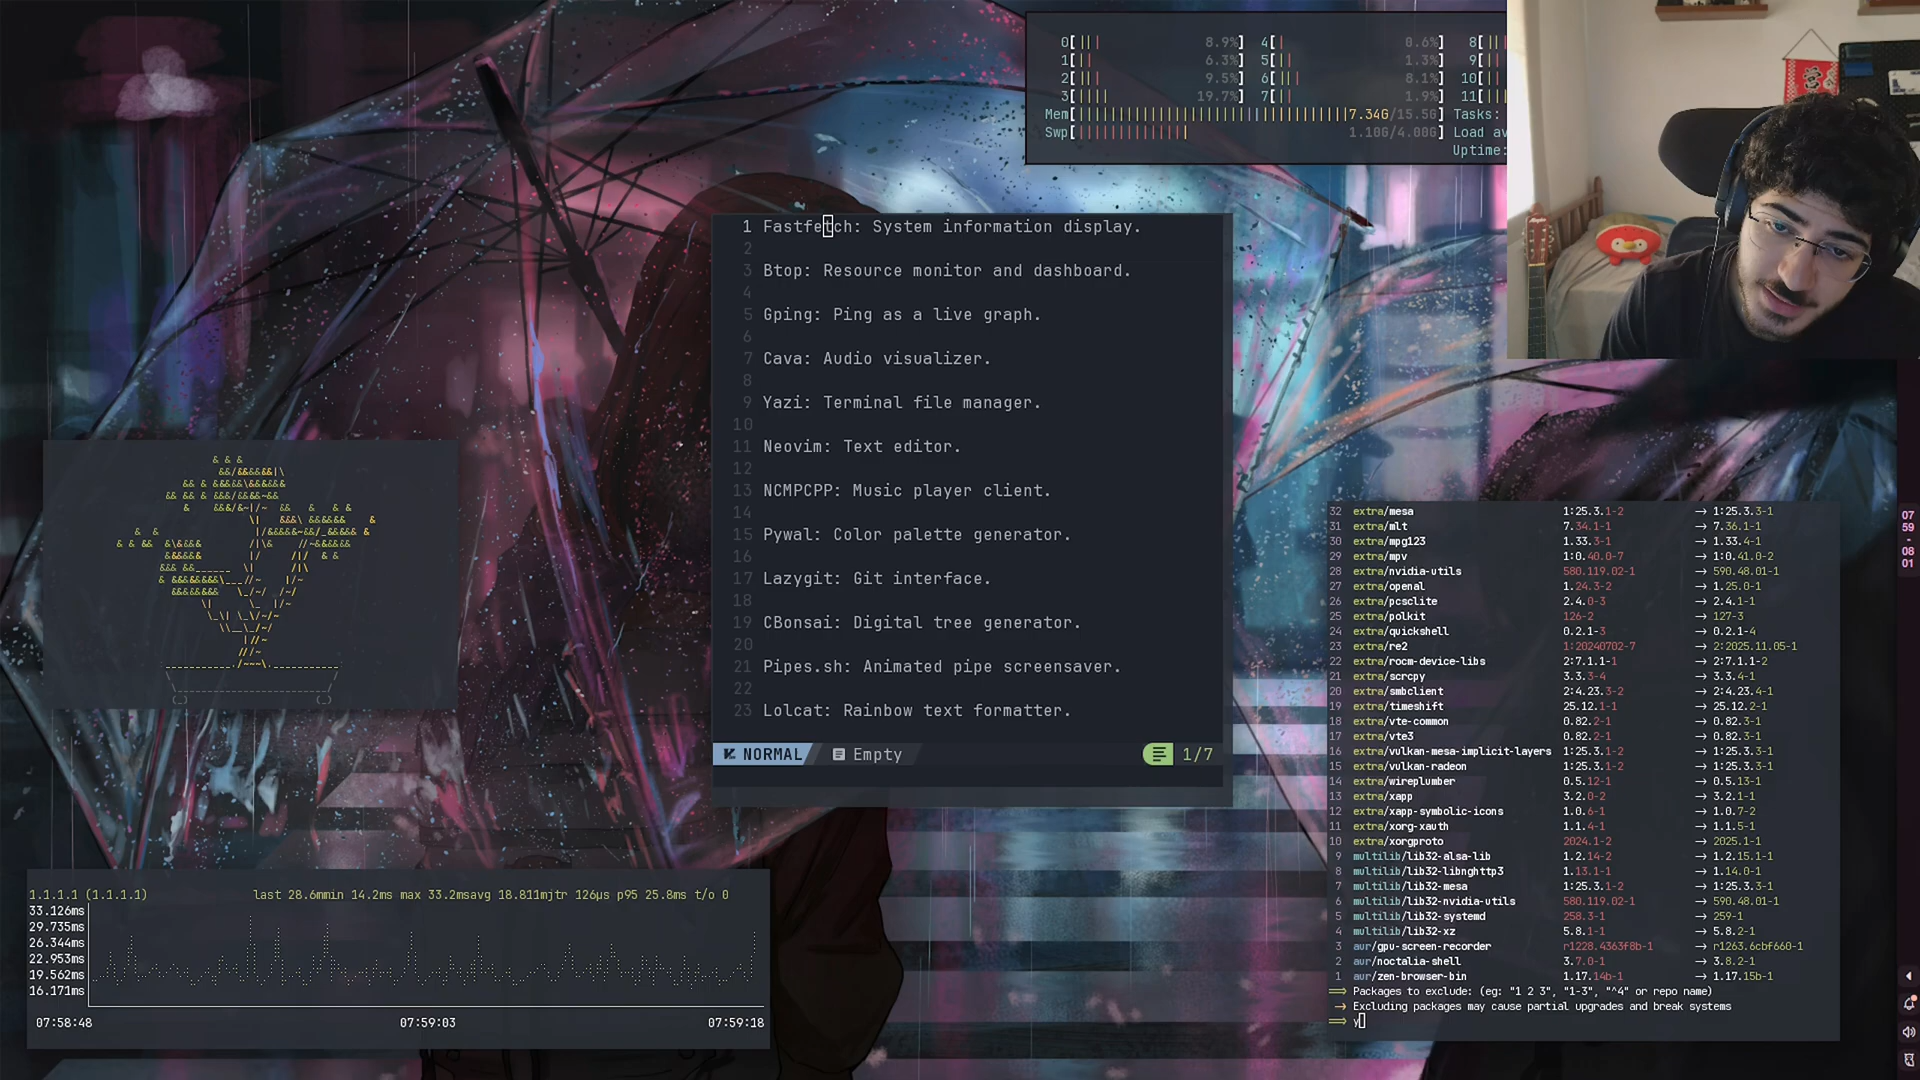 0[ 8.9%] 4[ 0.6%] 8[
1[ 6.3%] 5[ 1.3%] 9[
2[ 9.5%] 6[ 8.1%] 10[
3[ 19.7%] 7[ 1.9%] 11[
Mem[ 7.34G/15.5G] Tasks:
Swp[ 1.10G/4.00G] Load av
Uptime:
1 Fastfetch: System information display.
2
3 Btop: Resource monitor and dashboard.
4
5 Gping: Ping as a live graph.
6
7 Cava: Audio visualizer.
8
9 Yazi: Terminal file manager.
10
11 Neovim: Text editor.
12
13 NCMPCPP: Music player client.
14
15 Pywal: Color palette generator.
16
17 Lazygit: Git interface.
18
19 CBonsai: Digital tree generator.
20
21 Pipes.sh: Animated pipe screensaver.
22
23 Lolcat: Rainbow text formatter.
NORMAL Empty 1/7
32 extra/mesa 1:25.3.1-2 -> 1:25.3.3-1
31 extra/mlt 7.34.1-1 -> 7.36.1-1
30 extra/mpg123 1.33.3-1 -> 1.33.4-1
29 extra/mpv 1:0.40.0-7 -> 1:0.41.0-2
28 extra/nvidia-utils 580.119.02-1 -> 590.48.01-1
27 extra/openal 1.24.3-2 -> 1.25.0-1
26 extra/pcsclite 2.4.0-3 -> 2.4.1-1
25 extra/polkit 126-2 -> 127-3
24 extra/quickshell 0.2.1-3 -> 0.2.1-4
23 extra/re2 1:20240702-7 -> 2:2025.11.05-1
22 extra/rocm-device-libs 2:7.1.1-1 -> 2:7.1.1-2
21 extra/scrcpy 3.3.3-4 -> 3.3.4-1
20 extra/smbclient 2:4.23.3-2 -> 2:4.23.4-1
19 extra/timeshift 25.12.1-1 -> 25.12.2-1
18 extra/vte-common 0.82.2-1 -> 0.82.3-1
17 extra/vte3 0.82.2-1 -> 0.82.3-1
16 extra/vulkan-mesa-implicit-layers 1:25.3.1-2 -> 1:25.3.3-1
15 extra/vulkan-radeon 1:25.3.1-2 -> 1:25.3.3-1
14 extra/wireplumber 0.5.12-1 -> 0.5.13-1
13 extra/xapp 3.2.0-2 -> 3.2.1-1
12 extra/xapp-symbolic-icons 1.0.6-1 -> 1.0.7-2
11 extra/xorg-xauth 1.1.4-1 -> 1.1.5-1
10 extra/xorgproto 2024.1-2 -> 2025.1-1
9 multilib/lib32-alsa-lib 1.2.14-2 -> 1.2.15.1-1
8 multilib/lib32-libnghttp3 1.13.1-1 -> 1.14.0-1
7 multilib/lib32-mesa 1:25.3.1-2 -> 1:25.3.3-1
6 multilib/lib32-nvidia-utils 580.119.02-1 -> 590.48.01-1
5 multilib/lib32-systemd 258.3-1 -> 259-1
4 multilib/lib32-xz 5.8.1-1 -> 5.8.2-1
3 aur/gpu-screen-recorder r1228.4363f8b-1 -> r1263.6cbf660-1
2 aur/noctalia-shell 3.7.0-1 -> 3.8.2-1
1 aur/zen-browser-bin 1.17.14b-1 -> 1.17.15b-1
==> Packages to exclude: (eg: "1 2 3", "1-3", "^4" or repo name)
-> Excluding packages may cause partial upgrades and break systems
==> y
07
59
-
08
01
1.1.1.1 (1.1.1.1) last 28.6mmin 14.2ms max 33.2msavg 18.811mjtr 126µs p95 25.8ms t/o 0
33.126ms
29.735ms
26.344ms
22.953ms
19.562ms
16.171ms
07:58:48 07:59:03 07:59:18